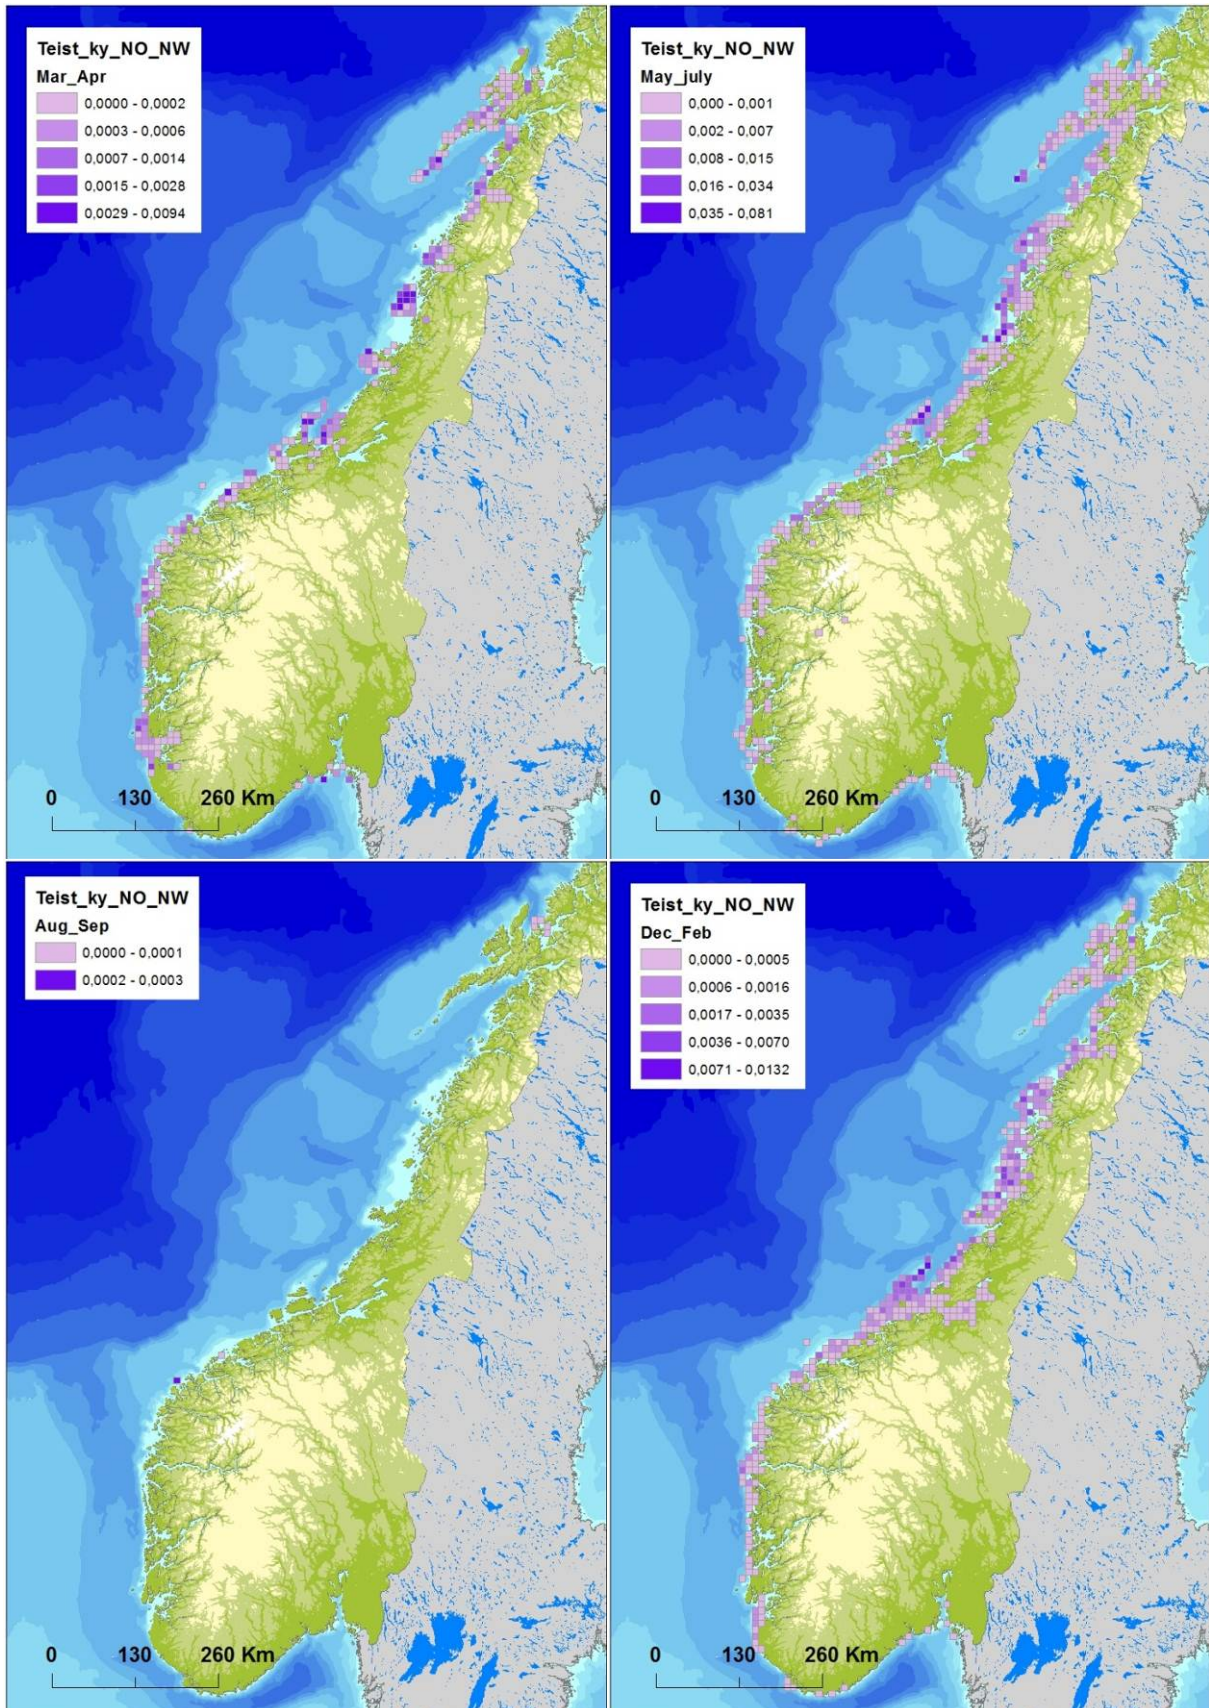 Teist_ky_NO_NW
Mar_Apr
0,0000 - 0,0002
0,0003 - 0,0006
0,0007 - 0,0014
0,0015 - 0,0028
0,0029 - 0,0094
0 130 260 Km
Teist_ky_NO_NW
May_july
0,000 - 0,001
0,002 - 0,007
0,008 - 0,015
0,016 - 0,034
0,035 - 0,081
0 130 260 Km
Teist_ky_NO_NW
Aug_Sep
0,0000 - 0,0001
0,0002 - 0,0003
0 130 260 Km
Teist_ky_NO_NW
Dec_Feb
0,0000 - 0,0005
0,0006 - 0,0016
0,0017 - 0,0035
0,0036 - 0,0070
0,0071 - 0,0132
0 130 260 Km